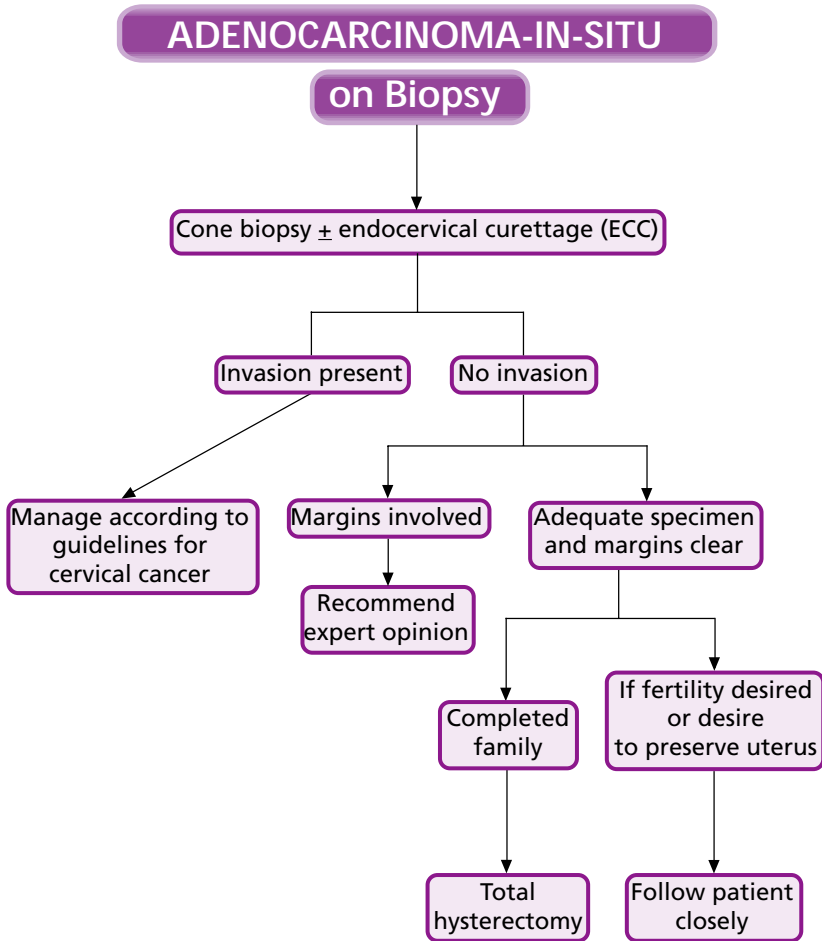 ADENOCARCINOMA-IN-SITU
on Biopsy
Cone biopsy ± endocervical curettage (ECC)
Invasion present
No invasion
Manage according to
guidelines for
cervical cancer
Margins involved
Adequate specimen
and margins clear
Recommend
expert opinion
Completed
family
If fertility desired
or desire
to preserve uterus
Total
hysterectomy
Follow patient
closely